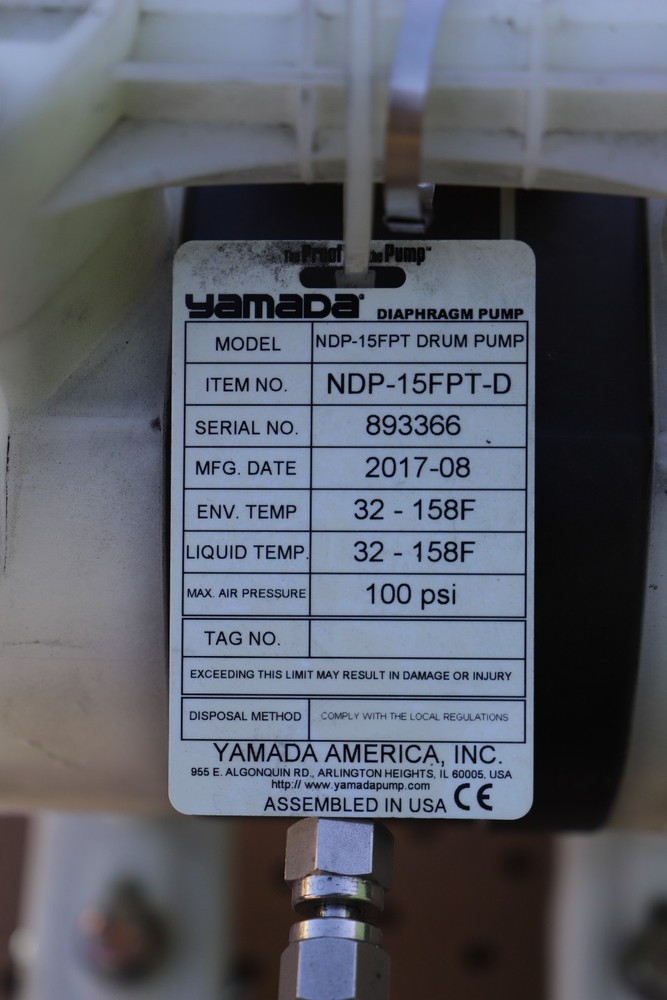 The Proof the Pump™
YAMADA® DIAPHRAGM PUMP
MODEL NDP-15FPT DRUM PUMP
ITEM NO. NDP-15FPT-D
SERIAL NO. 893366
MFG. DATE 2017-08
ENV. TEMP 32 - 158F
LIQUID TEMP. 32 - 158F
MAX. AIR PRESSURE 100 psi
TAG NO.
EXCEEDING THIS LIMIT MAY RESULT IN DAMAGE OR INJURY
DISPOSAL METHOD COMPLY WITH THE LOCAL REGULATIONS
YAMADA AMERICA, INC.
955 E. ALGONQUIN RD., ARLINGTON HEIGHTS, IL 60005, USA
http:// www.yamadapump.com
ASSEMBLED IN USA CE